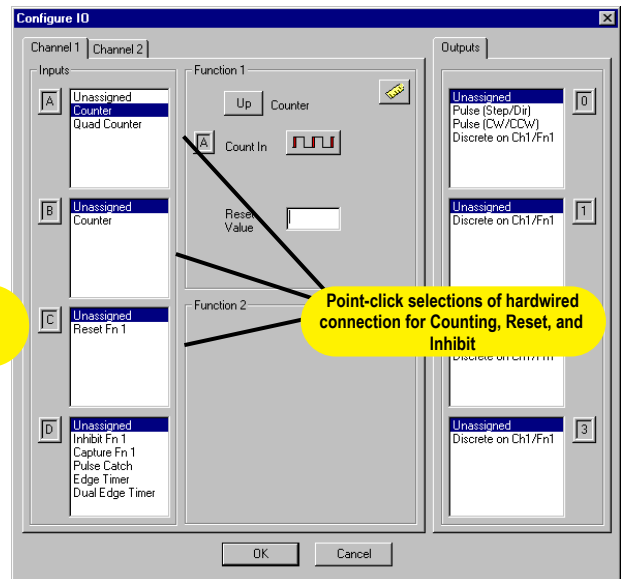 Configure IO
Channel 1
Channel 2
Outputs
Inputs
A
Unassigned
Counter
Quad Counter
B
Unassigned
Counter
C
Unassigned
Reset Fn 1
D
Unassigned
Inhibit Fn 1
Capture Fn 1
Pulse Catch
Edge Timer
Dual Edge Timer
Function 1
Up
Counter
A
Count In
Reset
Value
Function 2
Point-click selections of hardwired
connection for Counting, Reset, and
Inhibit
Unassigned
Pulse (Step/Dir)
Pulse (CW/CCW)
Discrete on Ch1/Fn1
0
Unassigned
Discrete on Ch1/Fn1
1
Discrete on Ch1/Fn1
Unassigned
Discrete on Ch1/Fn1
3
OK
Cancel